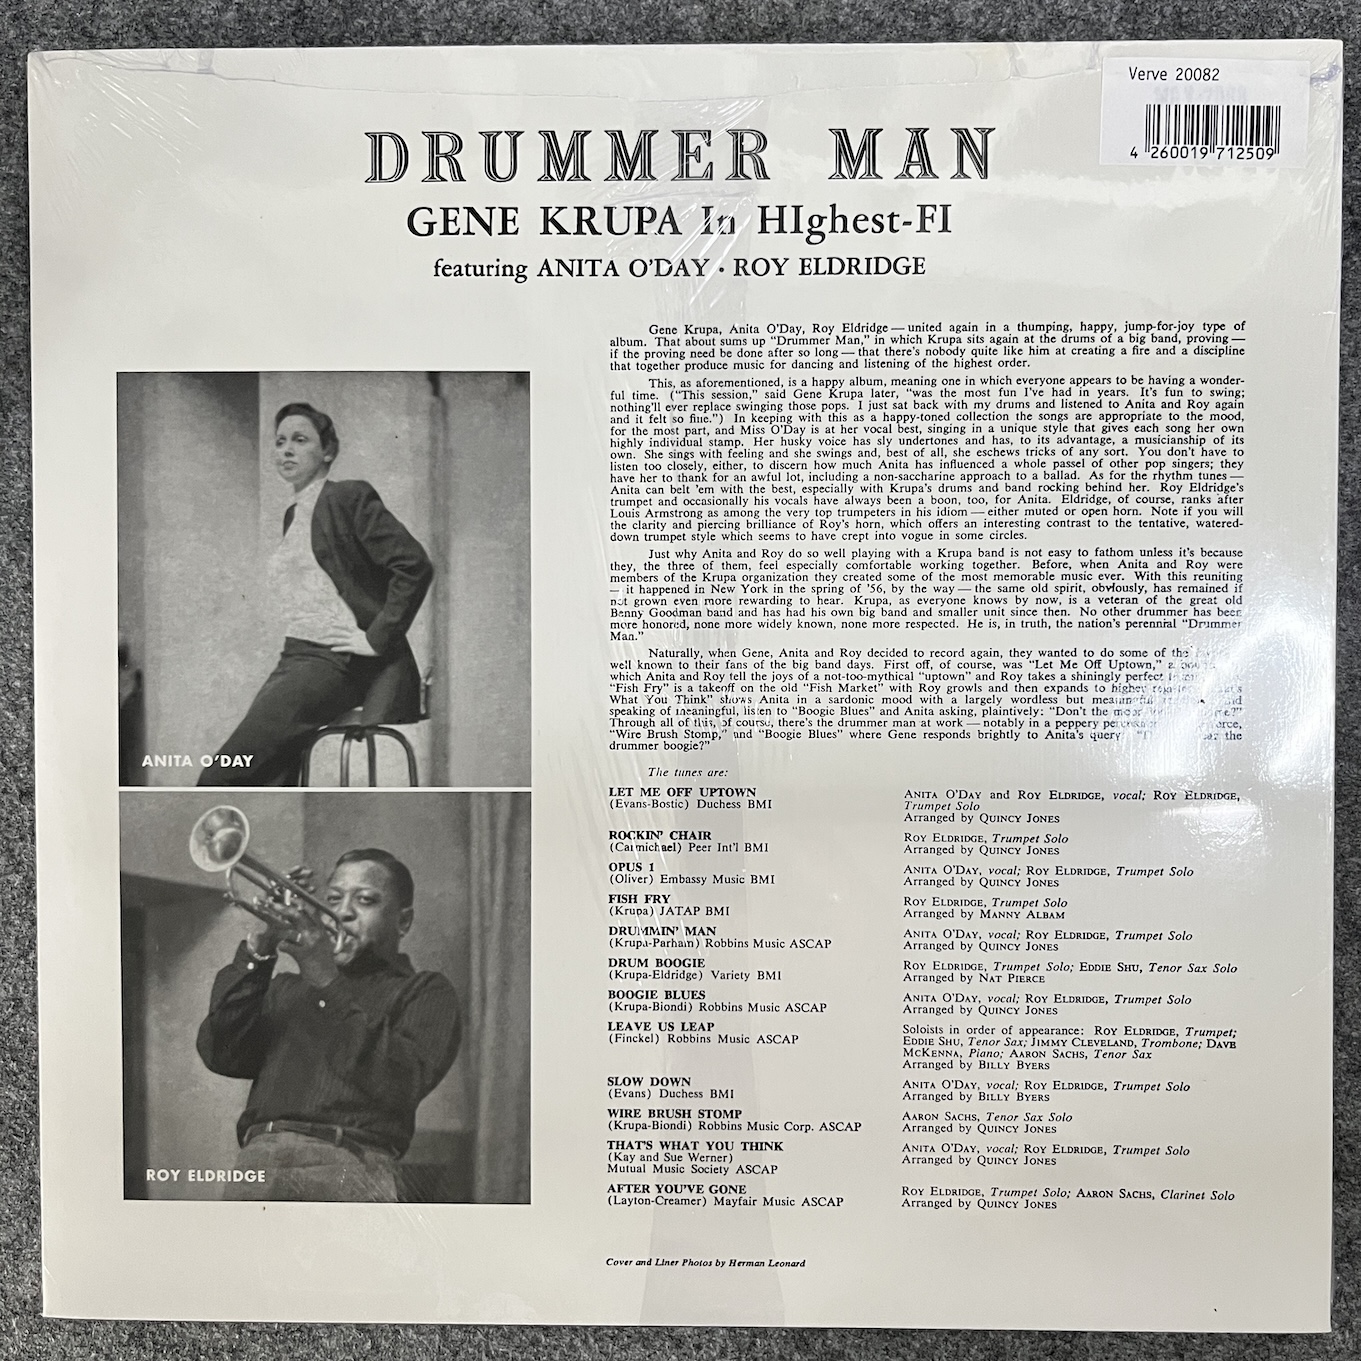 Verve 20082
4 260019 712509
DRUMMER MAN
GENE KRUPA In HIghest-FI
featuring ANITA O'DAY · ROY ELDRIDGE
Gene Krupa, Anita O'Day, Roy Eldridge — united again in a thumping, happy, jump-for-joy type of
album. That about sums up "Drummer Man," in which Krupa sits again at the drums of a big band, proving —
if the proving need be done after so long — that there's nobody quite like him at creating a fire and a discipline
that together produce music for dancing and listening of the highest order.
This, as aforementioned, is a happy album, meaning one in which everyone appears to be having a wonder-
ful time. ("This session," said Gene Krupa later, "was the most fun I've had in years. It's fun to swing;
nothing'll ever replace swinging those pops. I just sat back with my drums and listened to Anita and Roy again
and it felt so fine.") In keeping with this as a happy-toned collection the songs are appropriate to the mood,
for the most part, and Miss O'Day is at her vocal best, singing in a unique style that gives each song her own
highly individual stamp. Her husky voice has sly undertones and has, to its advantage, a musicianship of its
own. She sings with feeling and she swings and, best of all, she eschews tricks of any sort. You don't have to
listen too closely, either, to discern how much Anita has influenced a whole passel of other pop singers; they
have her to thank for an awful lot, including a non-saccharine approach to a ballad. As for the rhythm tunes —
Anita can belt 'em with the best, especially with Krupa's drums and band rocking behind her. Roy Eldridge's
trumpet and occasionally his vocals have always been a boon, too, for Anita. Eldridge, of course, ranks after
Louis Armstrong as among the very top trumpeters in his idiom — either muted or open horn. Note if you will
the clarity and piercing brilliance of Roy's horn, which offers an interesting contrast to the tentative, watered-
down trumpet style which seems to have crept into vogue in some circles.
Just why Anita and Roy do so well playing with a Krupa band is not easy to fathom unless it's because
they, the three of them, feel especially comfortable working together. Before, when Anita and Roy were
members of the Krupa organization they created some of the most memorable music ever. With this reuniting
— it happened in New York in the spring of '56, by the way — the same old spirit, obviously, has remained if
not grown even more rewarding to hear. Krupa, as everyone knows by now, is a veteran of the great old
Benny Goodman band and has had his own big band and smaller unit since then. No other drummer has been
more honored, none more widely known, none more respected. He is, in truth, the nation's perennial "Drummer
Man."
Naturally, when Gene, Anita and Roy decided to record again, they wanted to do some of the
well known to their fans of the big band days. First off, of course, was "Let Me Off Uptown," a
which Anita and Roy tell the joys of a not-too-mythical "uptown" and Roy takes a shiningly perfect
"Fish Fry" is a takeoff on the old "Fish Market" with Roy growls and then expands to higher
What You Think" shows Anita in a sardonic mood with a largely wordless but meaningful
speaking of meaningful, listen to "Boogie Blues" and Anita asking, plaintively: "Don't the moon
Through all of this, of course, there's the drummer man at work — notably in a peppery
"Wire Brush Stomp," and "Boogie Blues" where Gene responds brightly to Anita's query the
drummer boogie?"
The tunes are:
LET ME OFF UPTOWN
(Evans-Bostic) Duchess BMI
ANITA O'DAY and ROY ELDRIDGE, vocal; ROY ELDRIDGE,
Trumpet Solo
Arranged by QUINCY JONES
ROCKIN' CHAIR
(Carmichael) Peer Int'l BMI
ROY ELDRIDGE, Trumpet Solo
Arranged by QUINCY JONES
OPUS 1
(Oliver) Embassy Music BMI
ANITA O'DAY, vocal; ROY ELDRIDGE, Trumpet Solo
Arranged by QUINCY JONES
FISH FRY
(Krupa) JATAP BMI
ROY ELDRIDGE, Trumpet Solo
Arranged by MANNY ALBAM
DRUMMIN' MAN
(Krupa-Parham) Robbins Music ASCAP
ANITA O'DAY, vocal; ROY ELDRIDGE, Trumpet Solo
Arranged by QUINCY JONES
DRUM BOOGIE
(Krupa-Eldridge) Variety BMI
ROY ELDRIDGE, Trumpet Solo; EDDIE SHU, Tenor Sax Solo
Arranged by NAT PIERCE
BOOGIE BLUES
(Krupa-Biondi) Robbins Music ASCAP
ANITA O'DAY, vocal; ROY ELDRIDGE, Trumpet Solo
Arranged by QUINCY JONES
LEAVE US LEAP
(Finckel) Robbins Music ASCAP
Soloists in order of appearance: ROY ELDRIDGE, Trumpet;
EDDIE SHU, Tenor Sax; JIMMY CLEVELAND, Trombone; DAVE
MCKENNA, Piano; AARON SACHS, Tenor Sax
Arranged by BILLY BYERS
SLOW DOWN
(Evans) Duchess BMI
ANITA O'DAY, vocal; ROY ELDRIDGE, Trumpet Solo
Arranged by BILLY BYERS
WIRE BRUSH STOMP
(Krupa-Biondi) Robbins Music Corp. ASCAP
AARON SACHS, Tenor Sax Solo
Arranged by QUINCY JONES
THAT'S WHAT YOU THINK
(Kay and Sue Werner)
Mutual Music Society ASCAP
ANITA O'DAY, vocal; ROY ELDRIDGE, Trumpet Solo
Arranged by QUINCY JONES
AFTER YOU'VE GONE
(Layton-Creamer) Mayfair Music ASCAP
ROY ELDRIDGE, Trumpet Solo; AARON SACHS, Clarinet Solo
Arranged by QUINCY JONES
Cover and Liner Photos by Herman Leonard
ANITA O'DAY
ROY ELDRIDGE